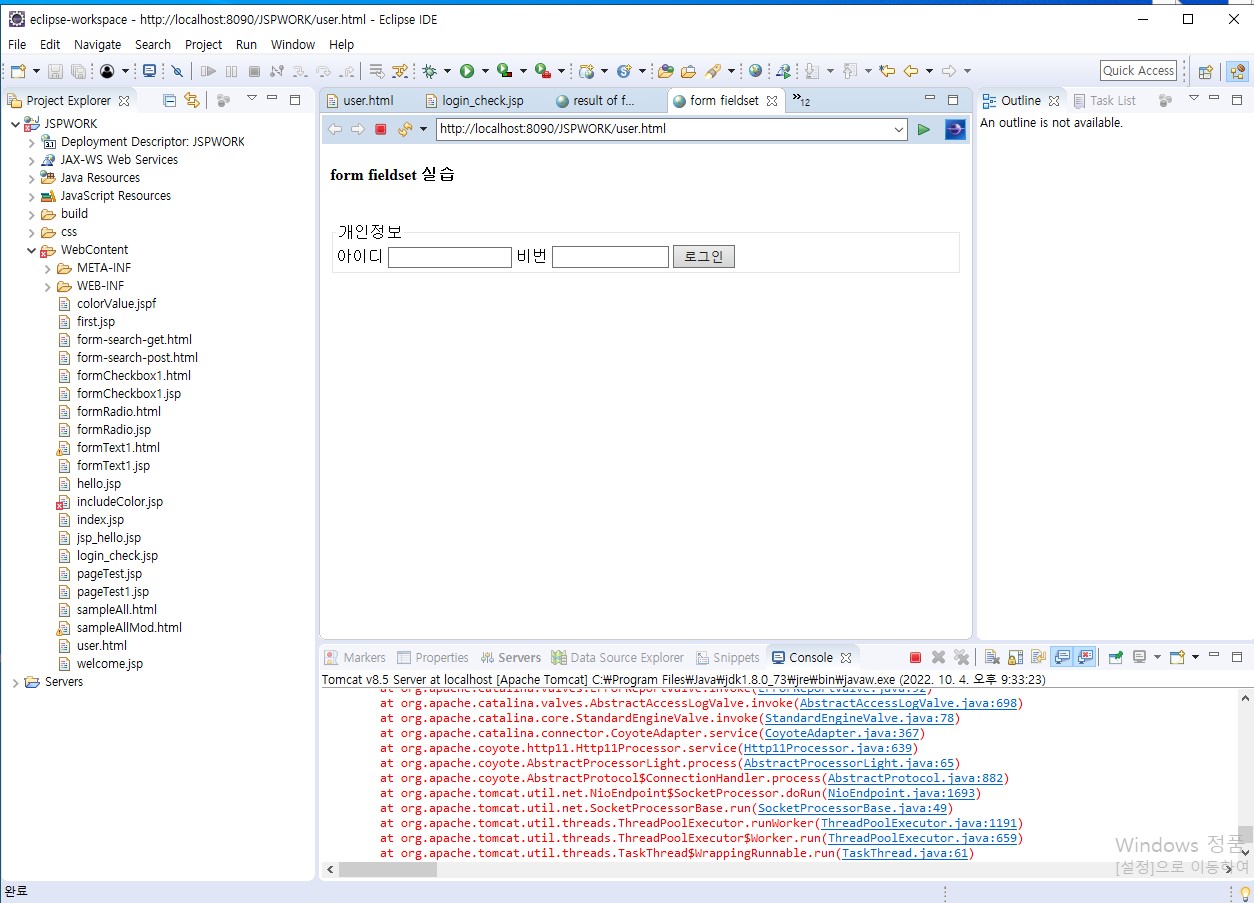 eclipse-workspace - http://localhost:8090/JSPWORK/user.html - Eclipse IDE
File Edit Navigate Search Project Run Window Help
Quick Access
Project Explorer
JSPWORK
Deployment Descriptor: JSPWORK
JAX-WS Web Services
Java Resources
JavaScript Resources
build
css
WebContent
META-INF
WEB-INF
colorValue.jspf
first.jsp
form-search-get.html
form-search-post.html
formCheckbox1.html
formCheckbox1.jsp
formRadio.html
formRadio.jsp
formText1.html
formText1.jsp
hello.jsp
includeColor.jsp
index.jsp
jsp_hello.jsp
login_check.jsp
pageTest.jsp
pageTest1.jsp
sampleAll.html
sampleAllMod.html
user.html
welcome.jsp
Servers
user.html login_check.jsp result of f... form fieldset »12
http://localhost:8090/JSPWORK/user.html
form fieldset 실습
개인정보
아이디 비번 로그인
Outline Task List
An outline is not available.
Markers Properties Servers Data Source Explorer Snippets Console
Tomcat v8.5 Server at localhost [Apache Tomcat] C:₩Program Files₩Java₩jdk1.8.0_73₩jre₩bin₩javaw.exe (2022. 10. 4. 오후 9:33:23)
at org.apache.catalina.valves.ErrorReportValve.invoke(ErrorReportValve.java:92)
at org.apache.catalina.valves.AbstractAccessLogValve.invoke(AbstractAccessLogValve.java:698)
at org.apache.catalina.core.StandardEngineValve.invoke(StandardEngineValve.java:78)
at org.apache.catalina.connector.CoyoteAdapter.service(CoyoteAdapter.java:367)
at org.apache.coyote.http11.Http11Processor.service(Http11Processor.java:639)
at org.apache.coyote.AbstractProcessorLight.process(AbstractProcessorLight.java:65)
at org.apache.coyote.AbstractProtocol$ConnectionHandler.process(AbstractProtocol.java:882)
at org.apache.tomcat.util.net.NioEndpoint$SocketProcessor.doRun(NioEndpoint.java:1693)
at org.apache.tomcat.util.net.SocketProcessorBase.run(SocketProcessorBase.java:49)
at org.apache.tomcat.util.threads.ThreadPoolExecutor.runWorker(ThreadPoolExecutor.java:1191)
at org.apache.tomcat.util.threads.ThreadPoolExecutor$Worker.run(ThreadPoolExecutor.java:659)
at org.apache.tomcat.util.threads.TaskThread$WrappingRunnable.run(TaskThread.java:61)
Windows 정품
[설정]으로 이동하여
완료